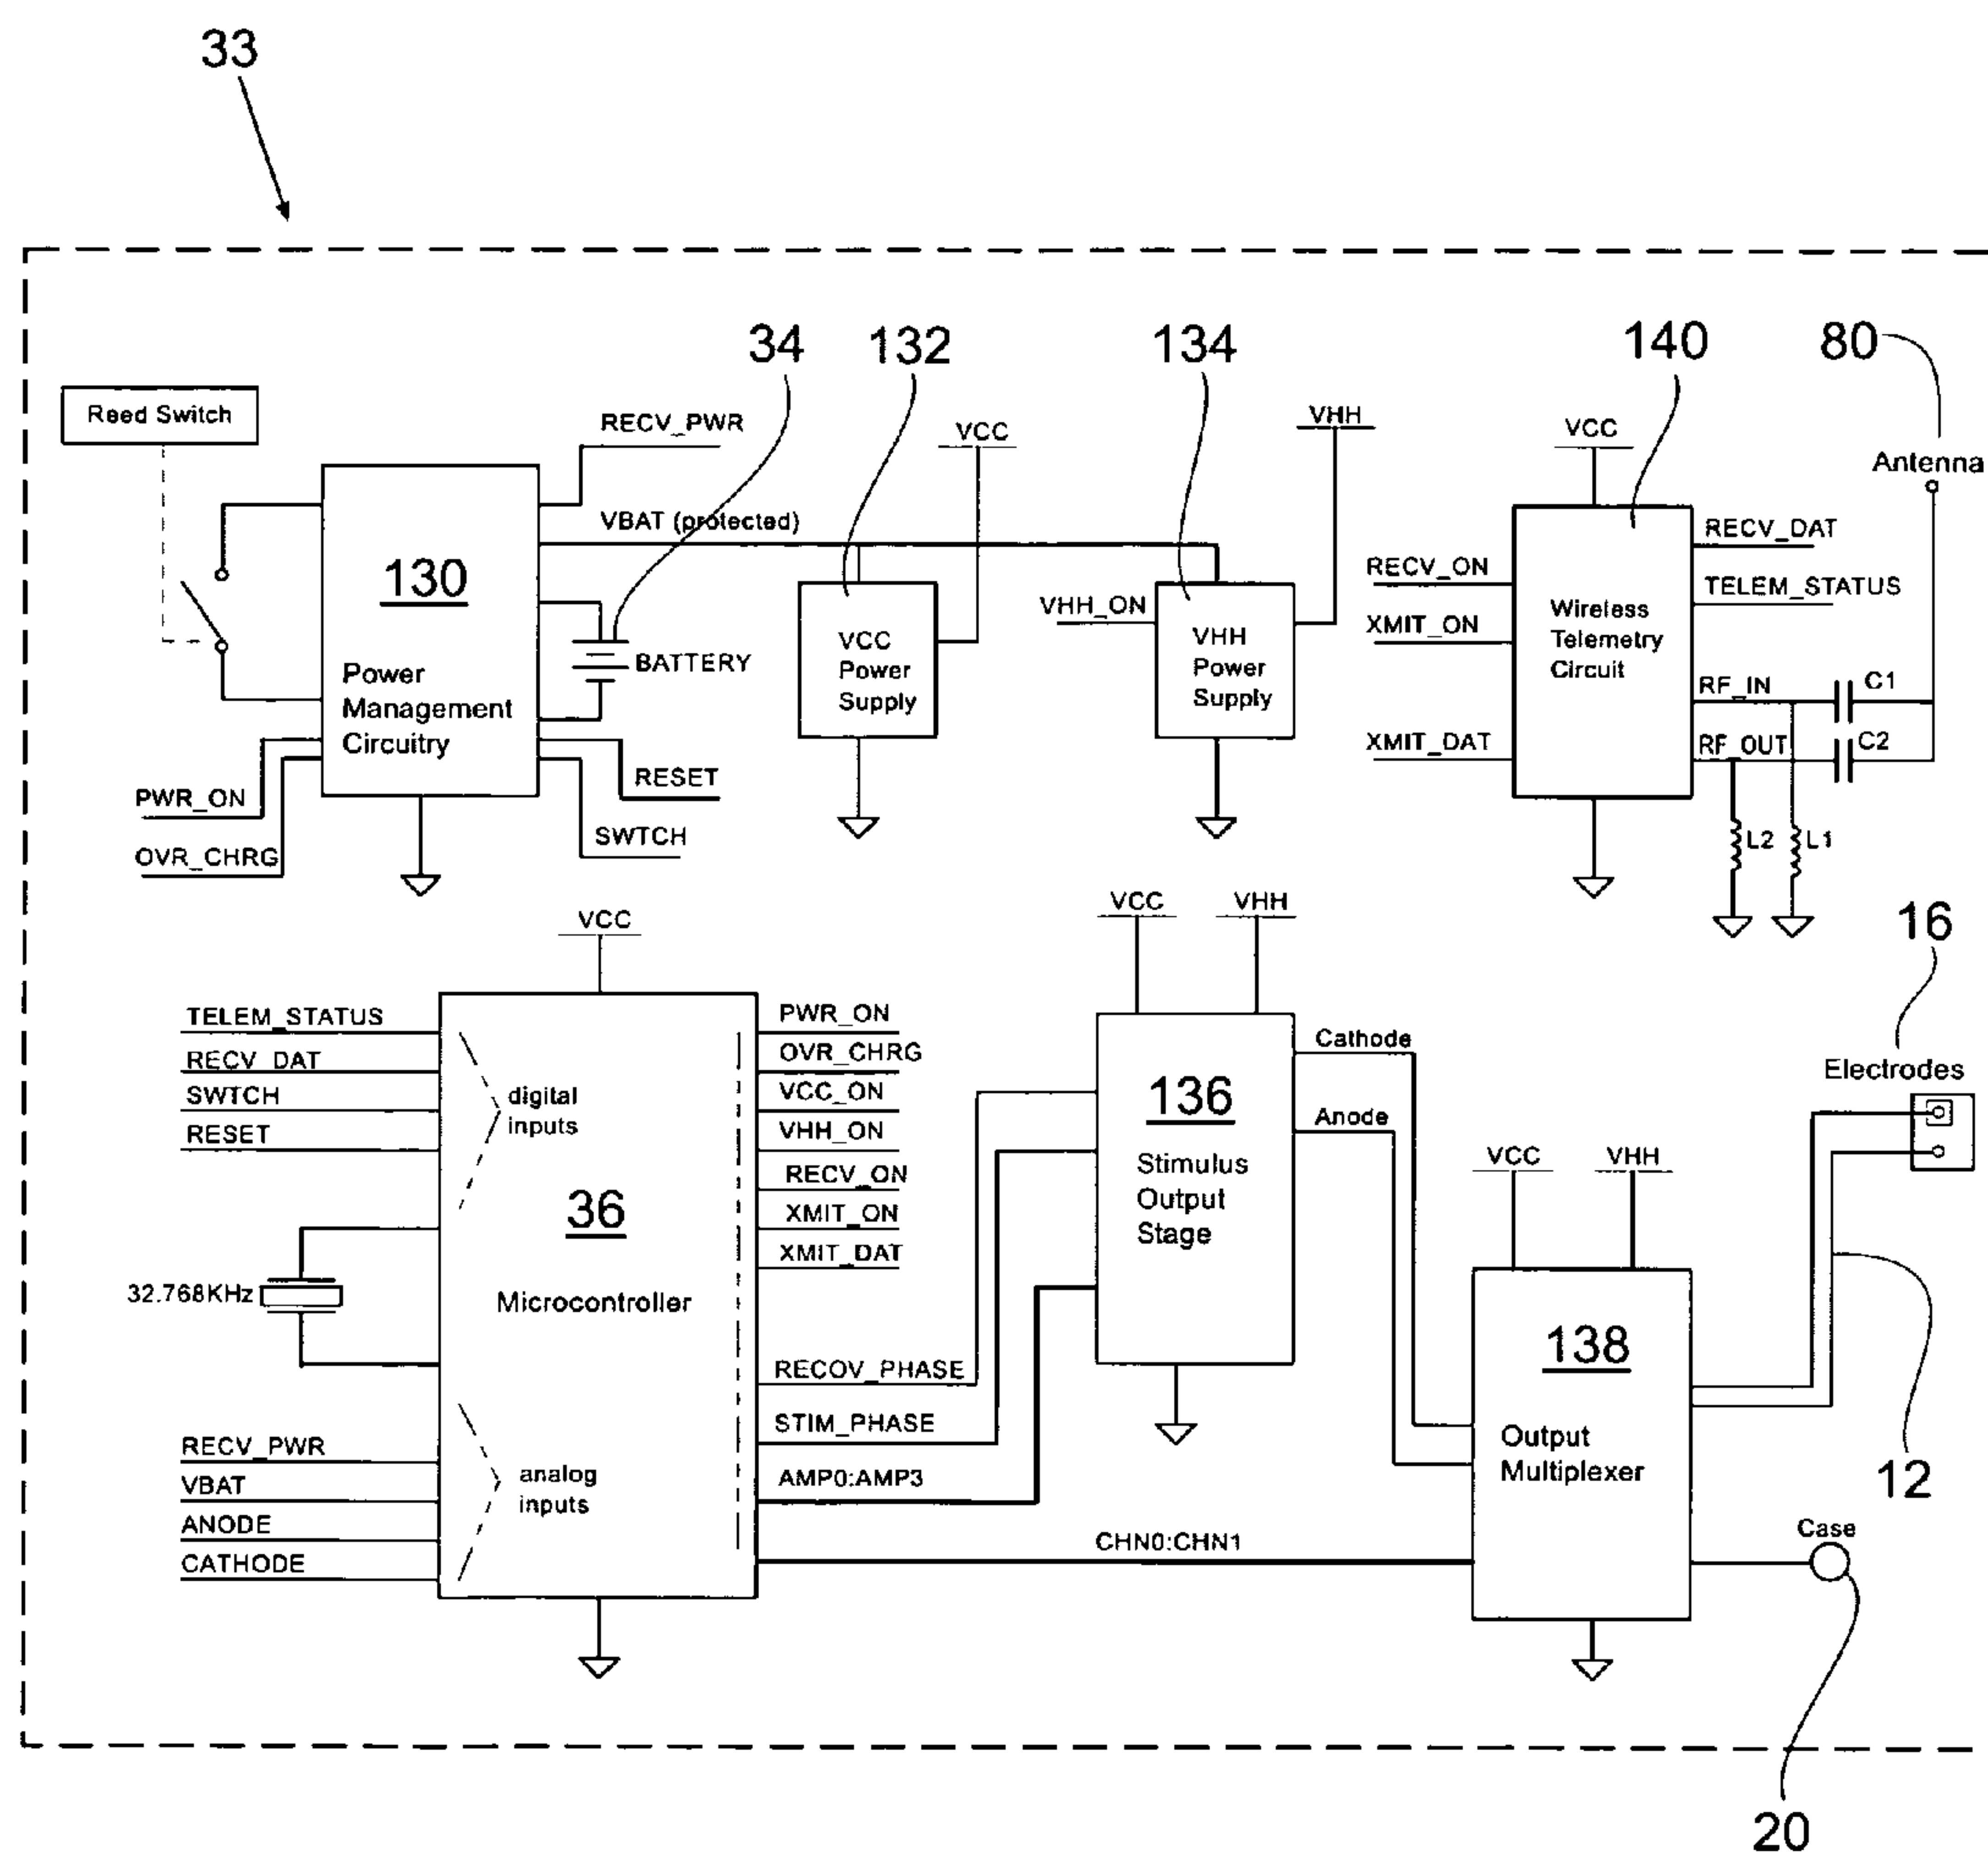 33
34
132
134
140
80
Reed Switch
RECV_PWR
VCC
VHH
VCC
Antenna
VBAT (protected)
130
Power
Management
Circuitry
BATTERY
PWR_ON
OVR_CHRG
RESET
SWTCH
VCC
Power
Supply
VHH_ON
VHH
Power
Supply
RECV_ON
XMIT_ON
XMIT_DAT
Wireless
Telemetry
Circuit
RECV_DAT
TELEM_STATUS
RF_IN
C1
RF_OUT
C2
L2
L1
VCC
TELEM_STATUS
RECV_DAT
SWTCH
RESET
digital
inputs
36
Microcontroller
32.768KHz
RECV_PWR
VBAT
ANODE
CATHODE
analog
inputs
PWR_ON
OVR_CHRG
VCC_ON
VHH_ON
RECV_ON
XMIT_ON
XMIT_DAT
RECOV_PHASE
STIM_PHASE
AMP0:AMP3
CHN0:CHN1
VCC
VHH
136
Stimulus
Output
Stage
Cathode
Anode
VCC
VHH
138
Output
Multiplexer
16
Electrodes
12
Case
20